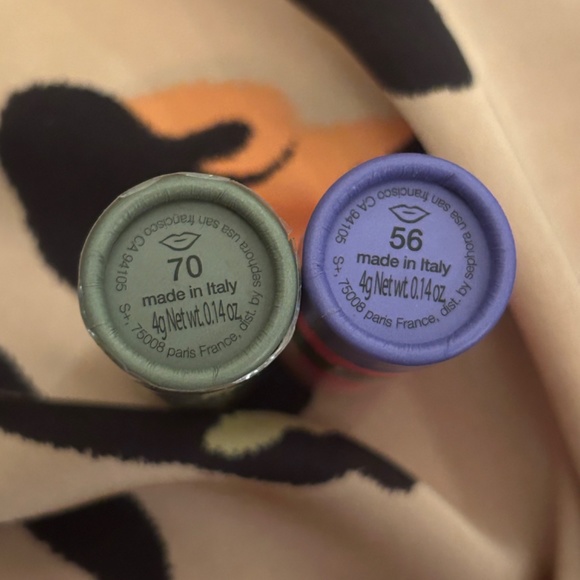 70
made in Italy
4g Net wt. 0.14 oz.
S+, 75008 paris France, dist. by sephora usa san francisco CA 94105
56
made in Italy
4g Net wt. 0.14 oz.
S+, 75008 paris France, dist. by sephora usa san francisco CA 94105